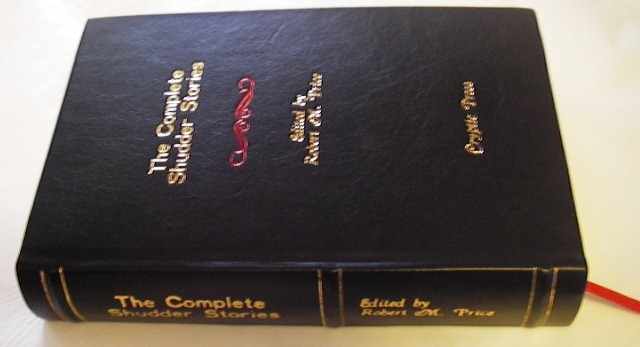 The Complete
Shudder Stories
Edited by
Robert M. Price
Cryptic Press
The Complete
Shudder Stories
Edited by
Robert M. Price